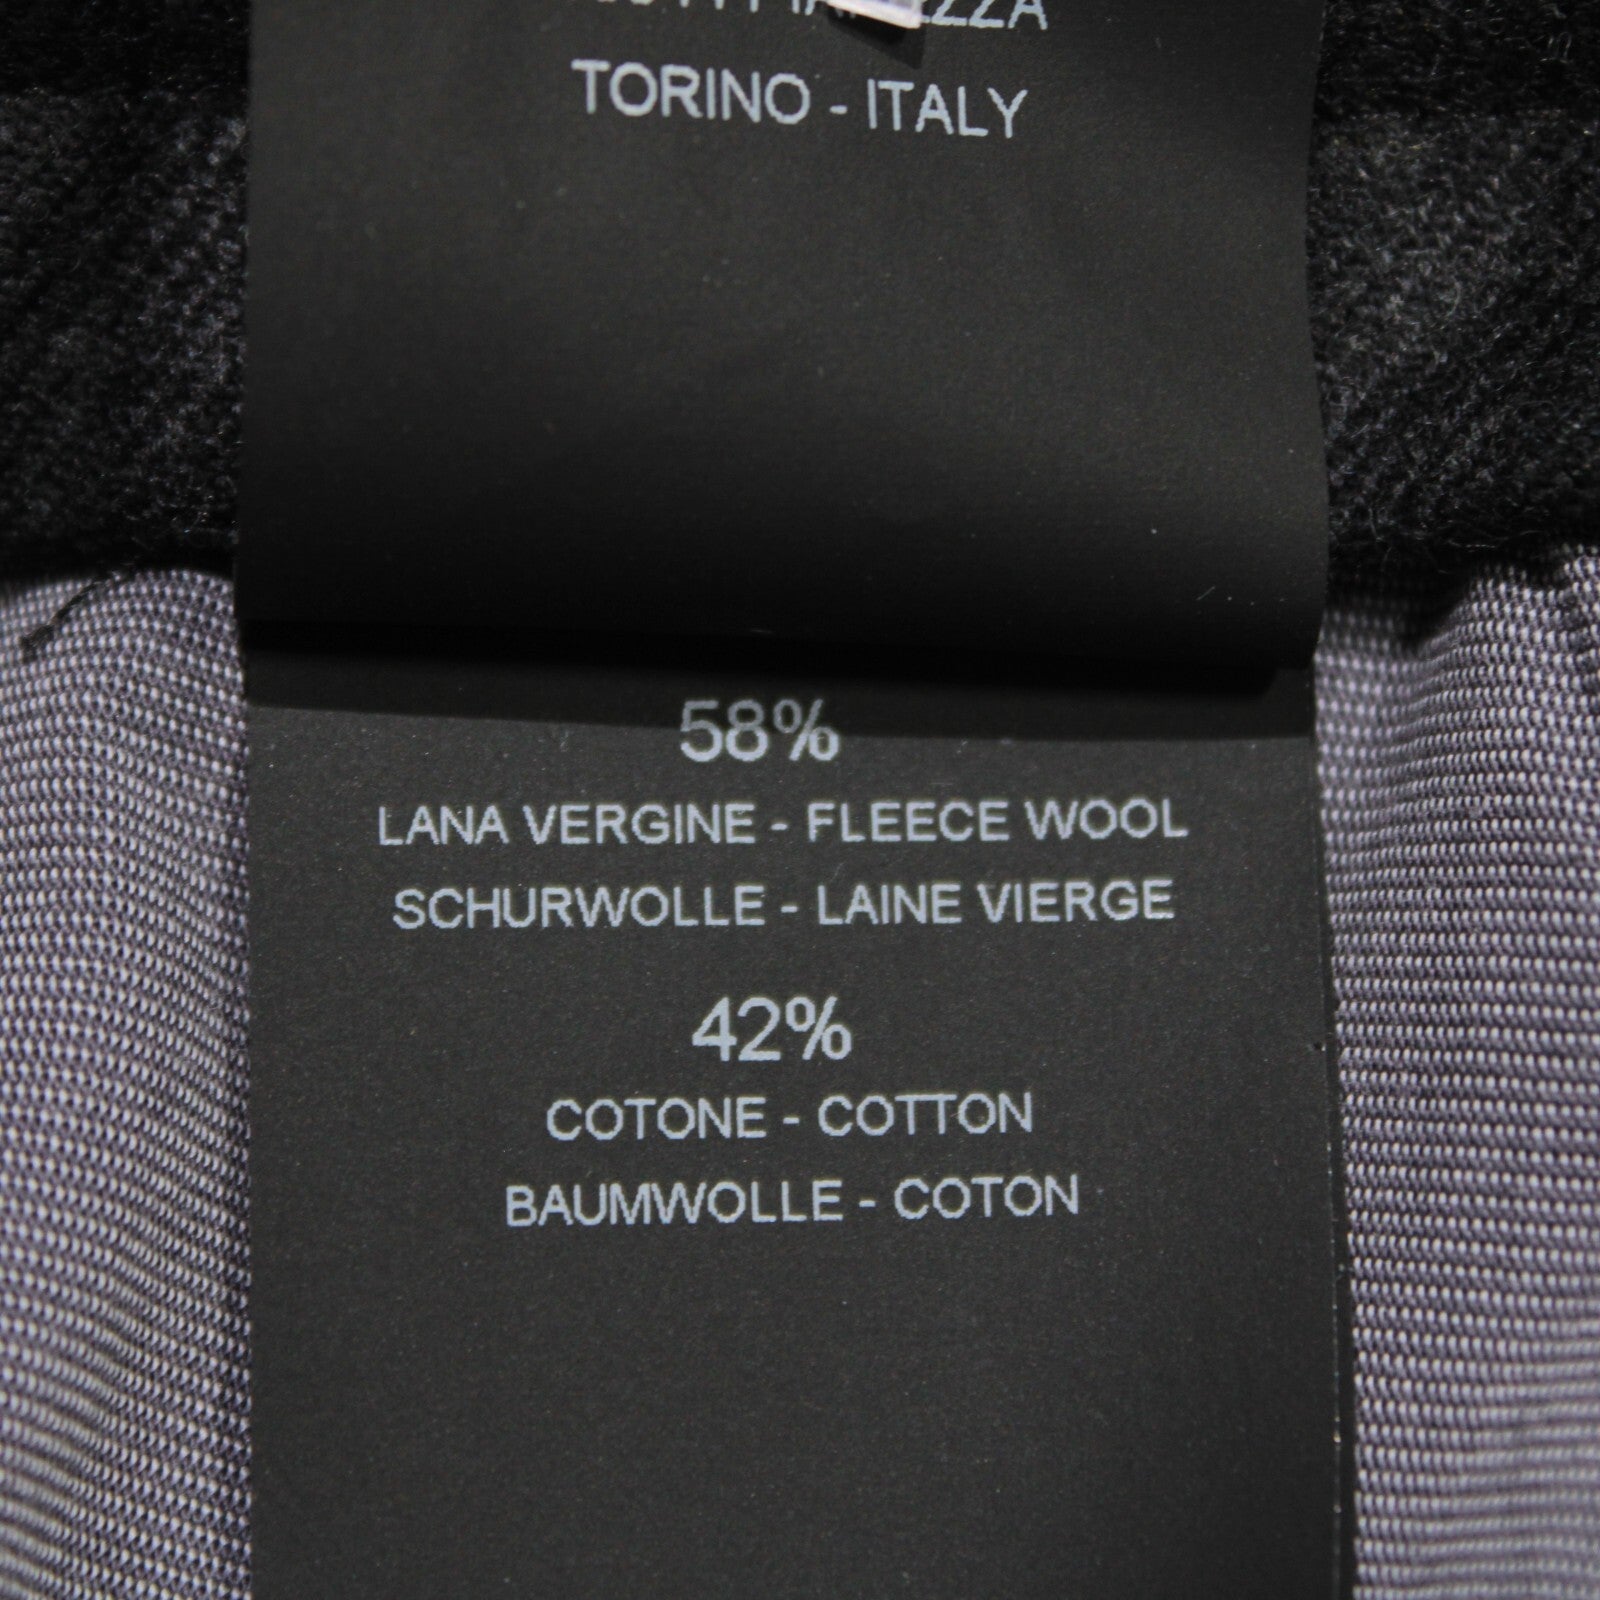 TORINO - ITALY
58%
LANA VERGINE - FLEECE WOOL
SCHURWOLLE - LAINE VIERGE
42%
COTONE - COTTON
BAUMWOLLE - COTON